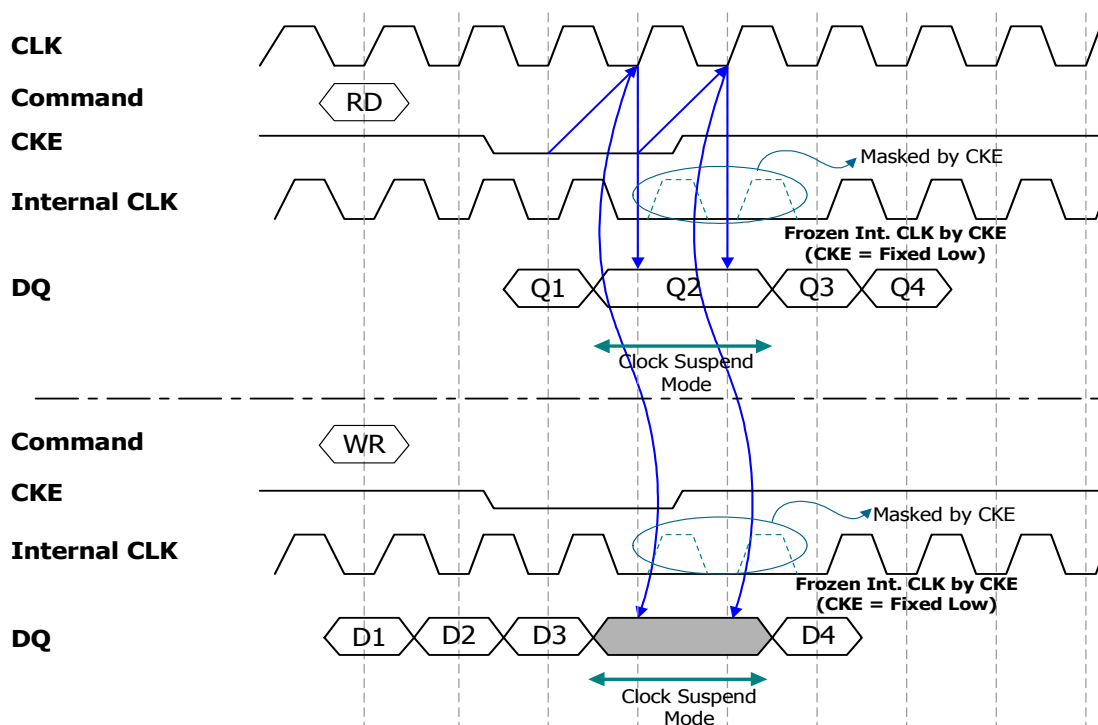 CLK
Command
RD
CKE
Masked by CKE
Internal CLK
Frozen Int. CLK by CKE
(CKE = Fixed Low)
DQ
Q1
Q2
Q3
Q4
Clock Suspend
Mode
Command
WR
CKE
Masked by CKE
Internal CLK
Frozen Int. CLK by CKE
(CKE = Fixed Low)
DQ
D1
D2
D3
D4
Clock Suspend
Mode